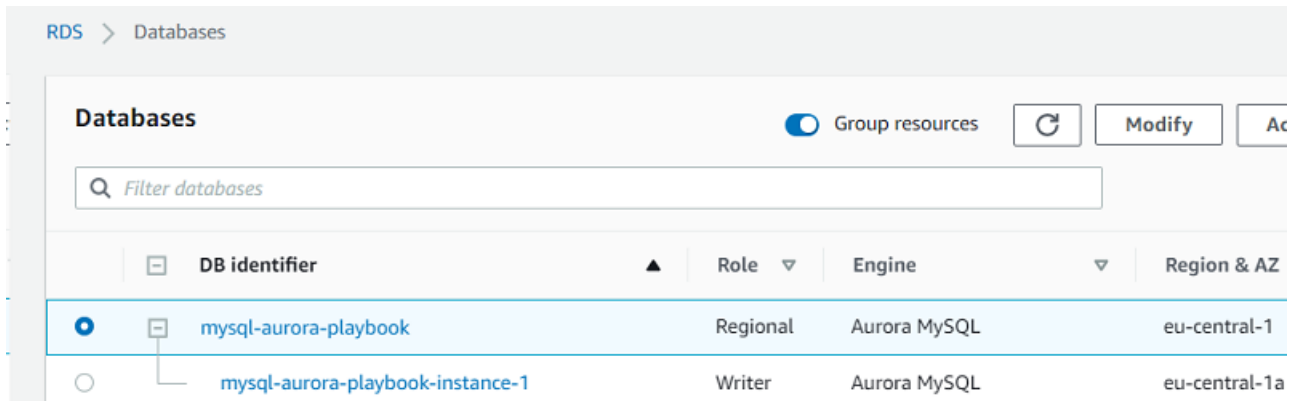 RDS > Databases
Databases Group resources Modify Ac
Filter databases
DB identifier Role Engine Region & AZ
mysql-aurora-playbook Regional Aurora MySQL eu-central-1
mysql-aurora-playbook-instance-1 Writer Aurora MySQL eu-central-1a